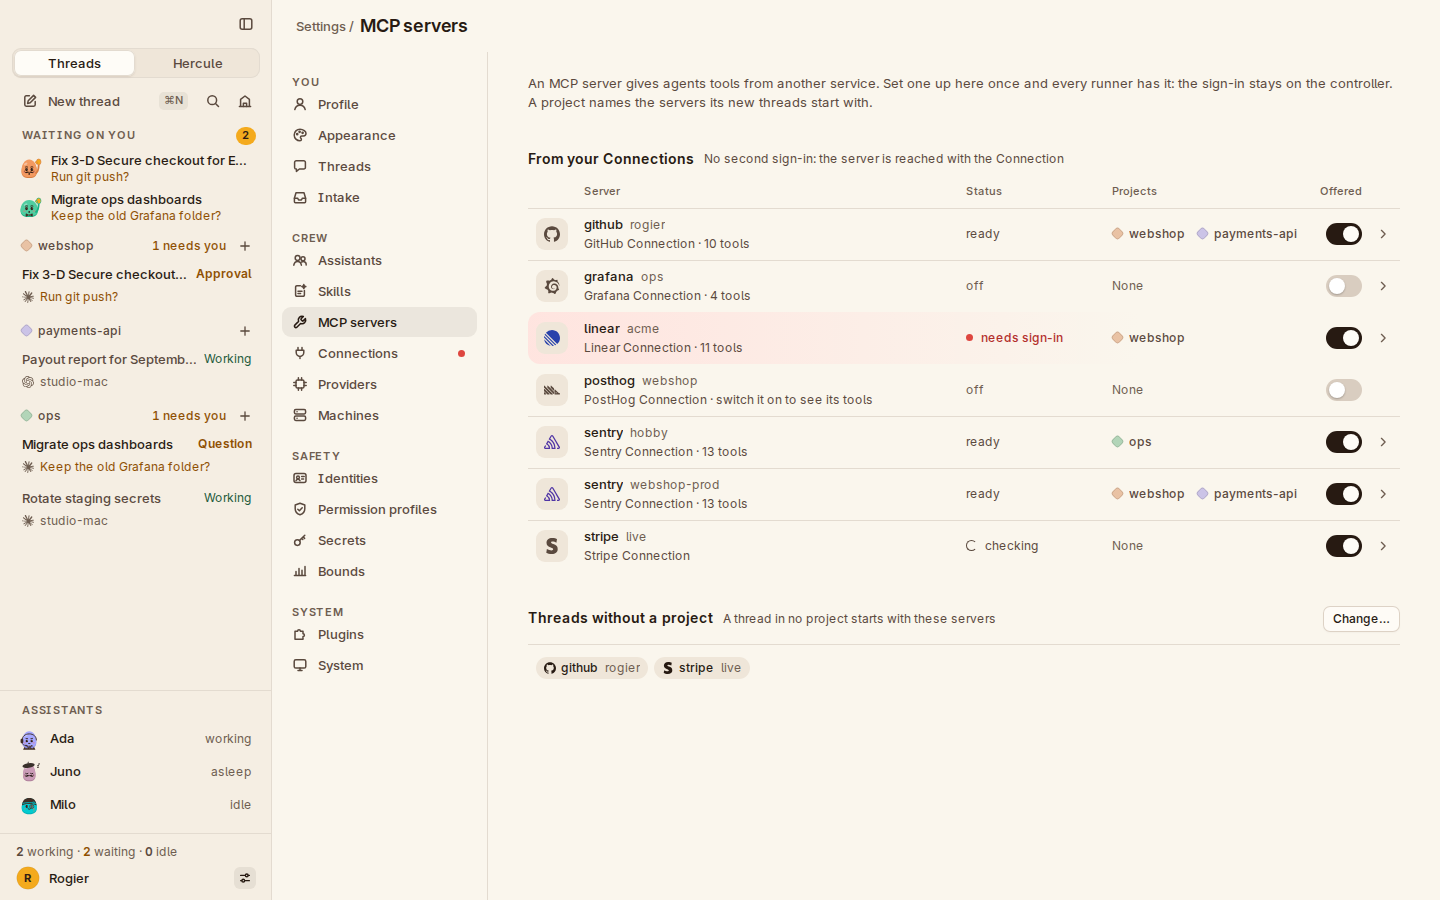 Threads
Hercule
New thread
⌘N
WAITING ON YOU
2
Fix 3-D Secure checkout for E...
Run git push?
Migrate ops dashboards
Keep the old Grafana folder?
webshop
1 needs you
Fix 3-D Secure checkout...
Approval
Run git push?
payments-api
Payout report for Septemb...
Working
studio-mac
ops
1 needs you
Migrate ops dashboards
Question
Keep the old Grafana folder?
Rotate staging secrets
Working
studio-mac
ASSISTANTS
Ada
working
Juno
asleep
Milo
idle
2 working · 2 waiting · 0 idle
R
Rogier
Settings / MCP servers
YOU
Profile
Appearance
Threads
Intake
CREW
Assistants
Skills
MCP servers
Connections
Providers
Machines
SAFETY
Identities
Permission profiles
Secrets
Bounds
SYSTEM
Plugins
System
An MCP server gives agents tools from another service. Set one up here once and every runner has it: the sign-in stays on the controller.
A project names the servers its new threads start with.
From your Connections
No second sign-in: the server is reached with the Connection
Server
Status
Projects
Offered
github rogier
GitHub Connection · 10 tools
ready
webshop
payments-api
grafana ops
Grafana Connection · 4 tools
off
None
linear acme
Linear Connection · 11 tools
needs sign-in
webshop
posthog webshop
PostHog Connection · switch it on to see its tools
off
None
sentry hobby
Sentry Connection · 13 tools
ready
ops
sentry webshop-prod
Sentry Connection · 13 tools
ready
webshop
payments-api
stripe live
Stripe Connection
checking
None
Threads without a project
A thread in no project starts with these servers
Change...
github rogier
stripe live